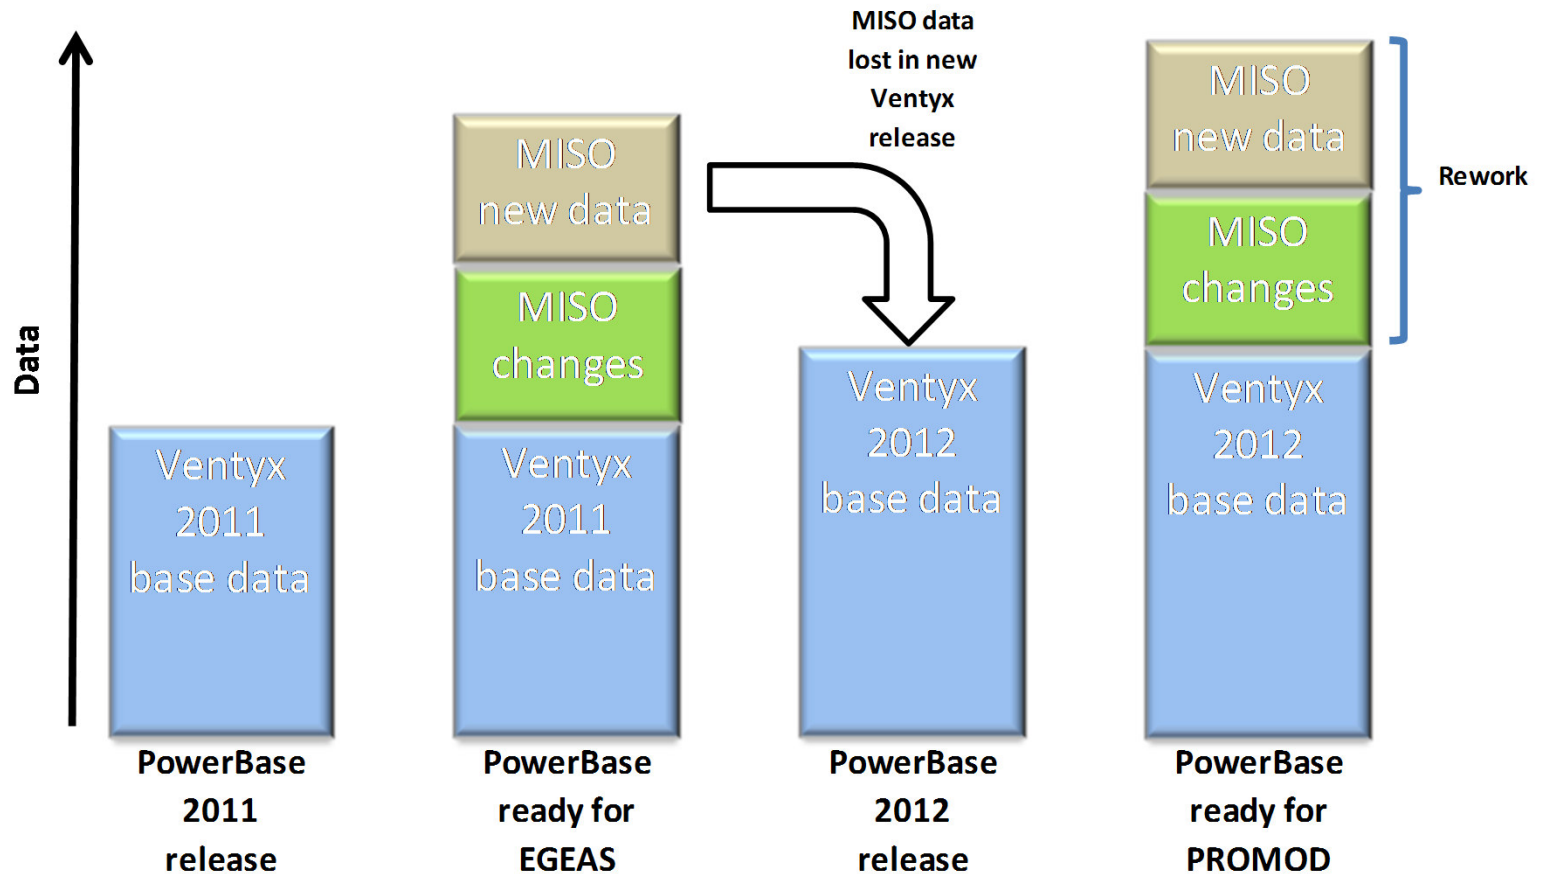 Data
Ventyx
2011
base data
PowerBase
2011
release
MISO
new data
MISO
changes
Ventyx
2011
base data
PowerBase
ready for
EGEAS
MISO data
lost in new
Ventyx
release
Ventyx
2012
base data
PowerBase
2012
release
MISO
new data
MISO
changes
Ventyx
2012
base data
PowerBase
ready for
PROMOD
Rework